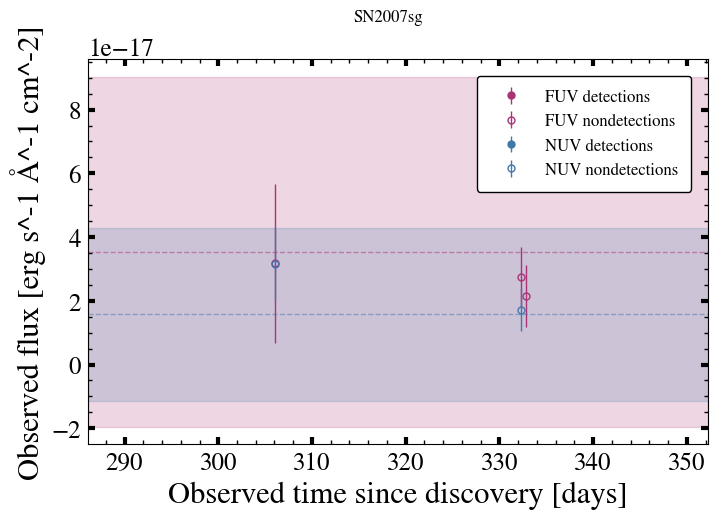 SN2007sg
1e−17
Observed flux [erg s^-1 Å^-1 cm^-2]
8
6
4
2
0
−2
FUV detections
FUV nondetections
NUV detections
NUV nondetections
290 300 310 320 330 340 350
Observed time since discovery [days]